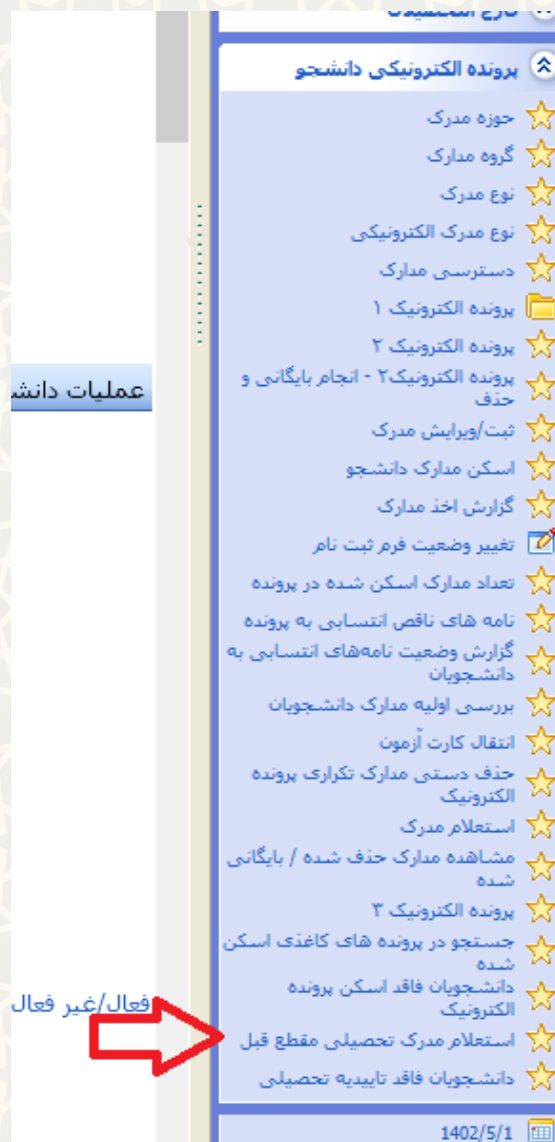 فارغ التحصیلان
پرونده الکترونیکی دانشجو
حوزه مدرک
گروه مدارک
نوع مدرک
نوع مدرک الکترونیکی
دسترسی مدارک
پرونده الکترونیک ۱
پرونده الکترونیک ۲
پرونده الکترونیک۲ - انجام بایگانی و
حذف
ثبت/ویرایش مدرک
اسکن مدارک دانشجو
گزارش اخذ مدارک
تغییر وضعیت فرم ثبت نام
تعداد مدارک اسکن شده در پرونده
نامه های ناقص انتسابی به پرونده
گزارش وضعیت نامه‌های انتسابی به
دانشجویان
بررسی اولیه مدارک دانشجویان
انتقال کارت آزمون
حذف دستی مدارک تکراری پرونده
الکترونیک
استعلام مدرک
مشاهده مدارک حذف شده / بایگانی
شده
پرونده الکترونیک ۳
جستجو در پرونده های کاغذی اسکن
شده
دانشجویان فاقد اسکن پرونده
الکترونیک
استعلام مدرک تحصیلی مقطع قبل
دانشجویان فاقد تاییدیه تحصیلی
1402/5/1
عملیات دانش
فعال/غیر فعال